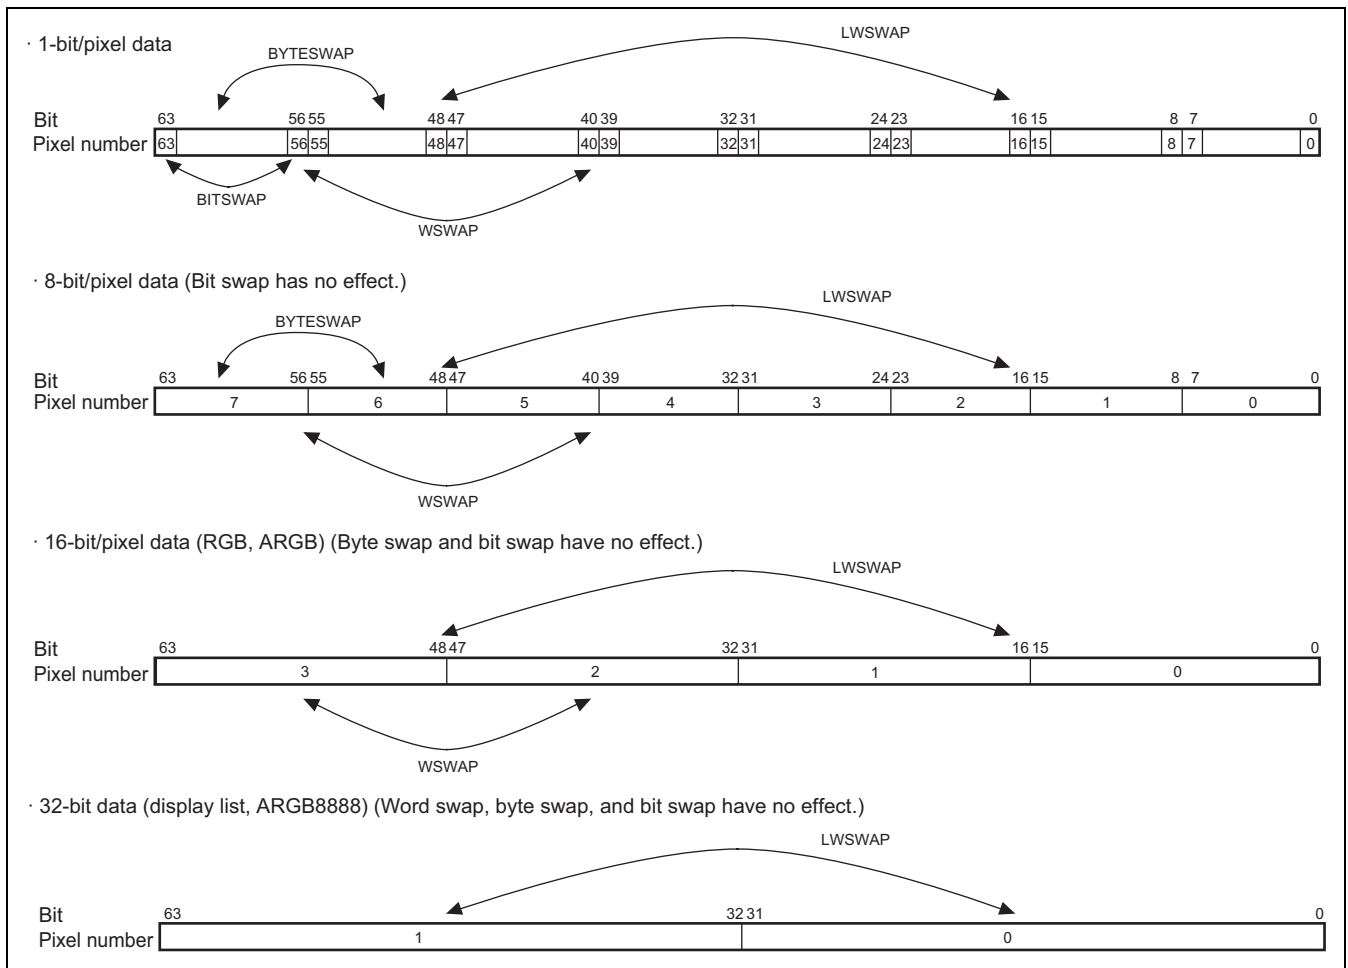 · 1-bit/pixel data
BYTESWAP
LWSWAP
Bit 63 56 55 48 47 40 39 32 31 24 23 16 15 8 7 0
Pixel number 63 56 55 48 47 40 39 32 31 24 23 16 15 8 7 0
BITSWAP
WSWAP
· 8-bit/pixel data (Bit swap has no effect.)
LWSWAP
BYTESWAP
Bit 63 56 55 48 47 40 39 32 31 24 23 16 15 8 7 0
Pixel number 7 6 5 4 3 2 1 0
WSWAP
· 16-bit/pixel data (RGB, ARGB) (Byte swap and bit swap have no effect.)
LWSWAP
Bit 63 48 47 32 31 16 15 0
Pixel number 3 2 1 0
WSWAP
· 32-bit data (display list, ARGB8888) (Word swap, byte swap, and bit swap have no effect.)
LWSWAP
Bit 63 32 31 0
Pixel number 1 0